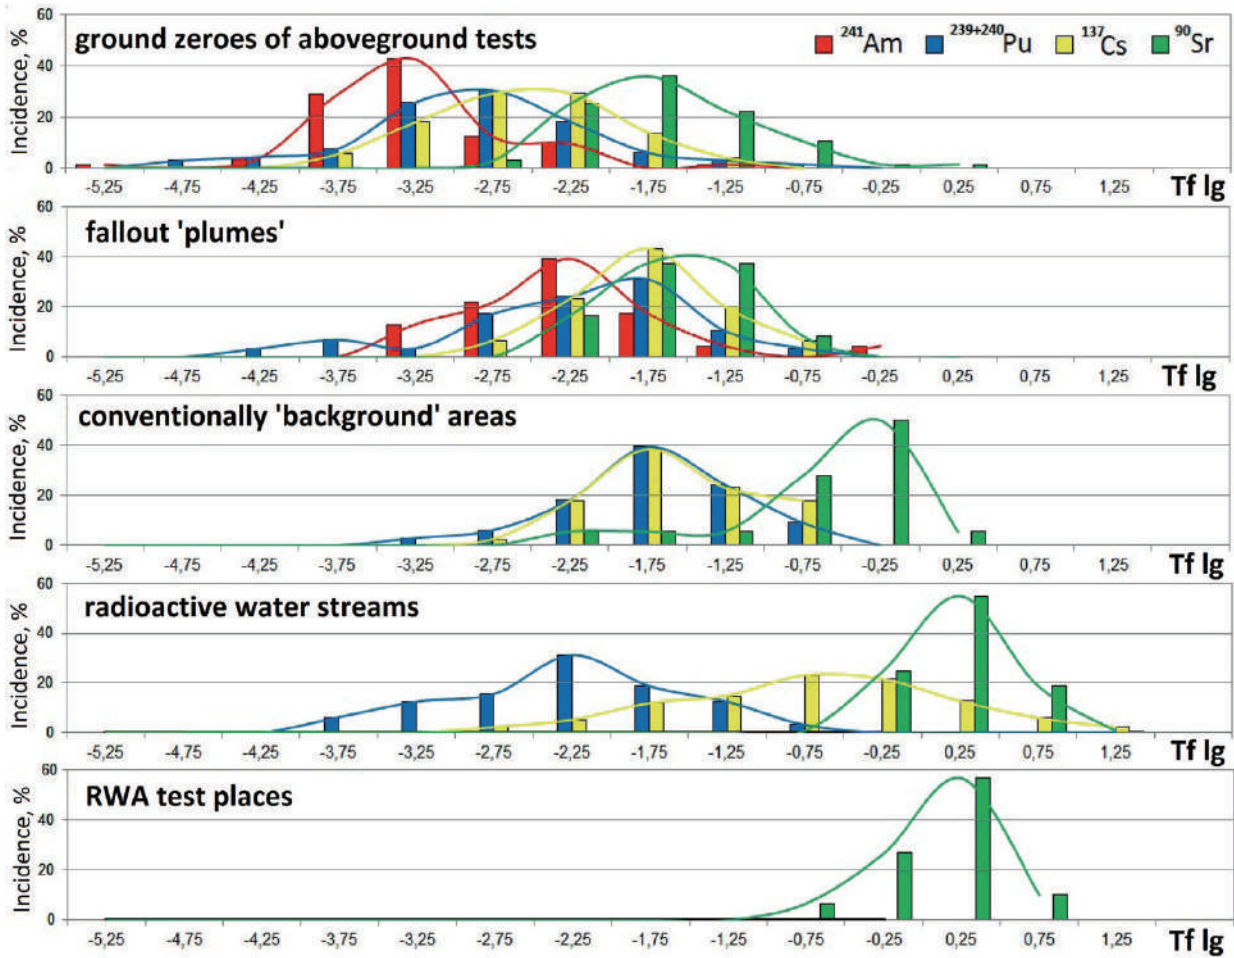 60
ground zeroes of aboveground tests
241Am 239+240Pu 137Cs 90Sr
Incidence, %
40
20
0
-5,25 -4,75 -4,25 -3,75 -3,25 -2,75 -2,25 -1,75 -1,25 -0,75 -0,25 0,25 0,75 1,25 Tf lg
60
fallout 'plumes'
Incidence, %
40
20
0
-5,25 -4,75 -4,25 -3,75 -3,25 -2,75 -2,25 -1,75 -1,25 -0,75 -0,25 0,25 0,75 1,25 Tf lg
60
conventionally 'background' areas
Incidence, %
40
20
0
-5,25 -4,75 -4,25 -3,75 -3,25 -2,75 -2,25 -1,75 -1,25 -0,75 -0,25 0,25 0,75 1,25 Tf lg
60
radioactive water streams
Incidence, %
40
20
0
-5,25 -4,75 -4,25 -3,75 -3,25 -2,75 -2,25 -1,75 -1,25 -0,75 -0,25 0,25 0,75 1,25 Tf lg
60
RWA test places
Incidence, %
40
20
0
-5,25 -4,75 -4,25 -3,75 -3,25 -2,75 -2,25 -1,75 -1,25 -0,75 -0,25 0,25 0,75 1,25 Tf lg